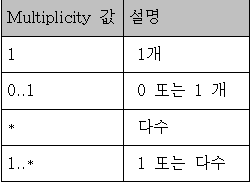 Multiplicity 값 설명
1 1개
0..1 0 또는 1 개
* 다수
1..* 1 또는 다수